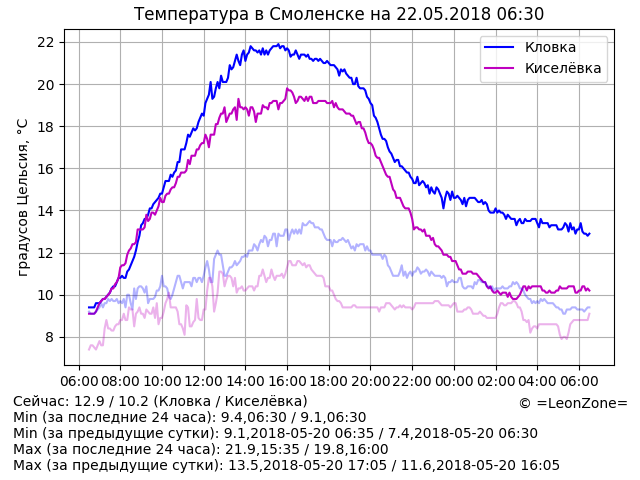 Температура в Смоленске на 22.05.2018 06:30
Кловка
Киселёвка
градусов Цельсия, °C
22
20
18
16
14
12
10
8
06:00 08:00 10:00 12:00 14:00 16:00 18:00 20:00 22:00 00:00 02:00 04:00 06:00
Сейчас: 12.9 / 10.2 (Кловка / Киселёвка)
© =LeonZone=
Min (за последние 24 часа): 9.4,06:30 / 9.1,06:30
Min (за предыдущие сутки): 9.1,2018-05-20 06:35 / 7.4,2018-05-20 06:30
Max (за последние 24 часа): 21.9,15:35 / 19.8,16:00
Max (за предыдущие сутки): 13.5,2018-05-20 17:05 / 11.6,2018-05-20 16:05